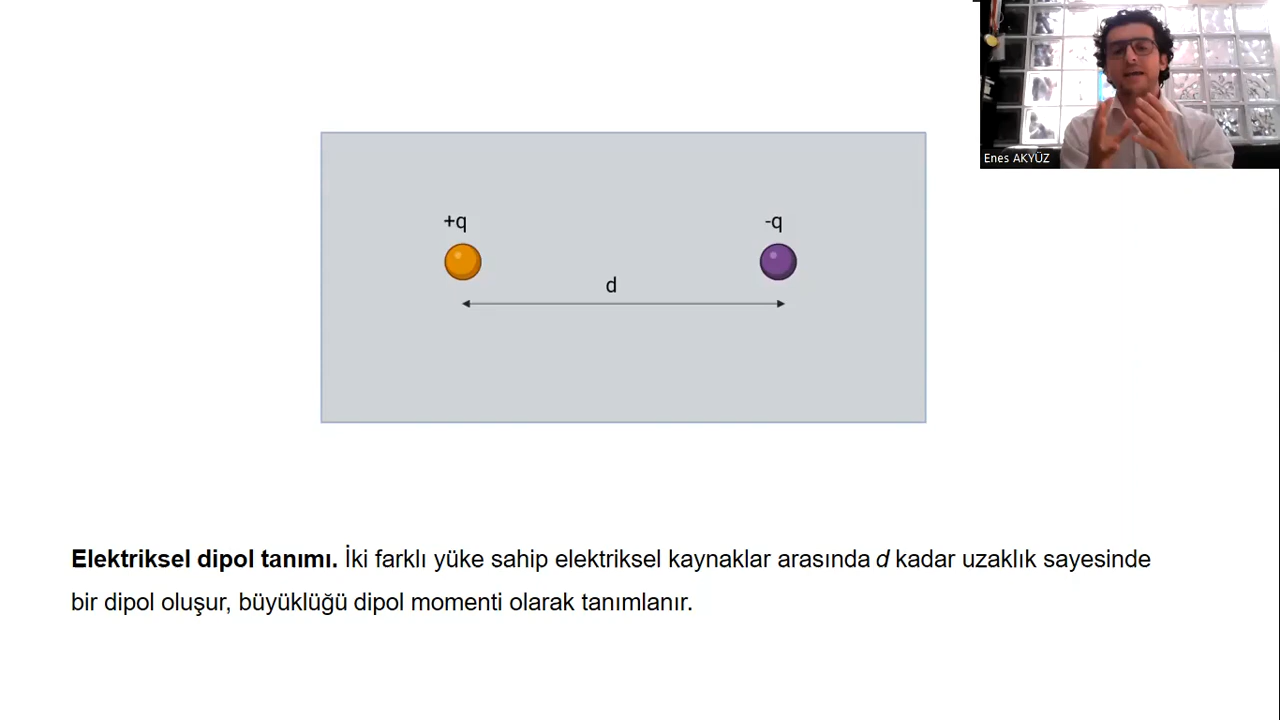 Enes AKYÜZ
+q
-q
d
Elektriksel dipol tanımı. İki farklı yüke sahip elektriksel kaynaklar arasında d kadar uzaklık sayesinde
bir dipol oluşur, büyüklüğü dipol momenti olarak tanımlanır.